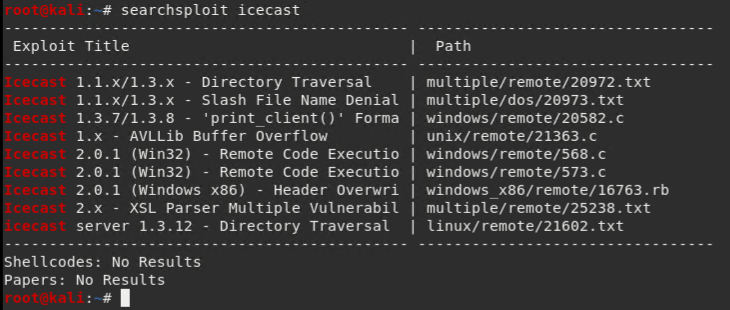 root@kali:~# searchsploit icecast
--------------------------------------------- ---------------------------------
 Exploit Title                              |  Path
--------------------------------------------- ---------------------------------
Icecast 1.1.x/1.3.x - Directory Traversal   | multiple/remote/20972.txt
Icecast 1.1.x/1.3.x - Slash File Name Denial | multiple/dos/20973.txt
Icecast 1.3.7/1.3.8 - 'print_client()' Forma | windows/remote/20582.c
Icecast 1.x - AVLLib Buffer Overflow        | unix/remote/21363.c
Icecast 2.0.1 (Win32) - Remote Code Executio | windows/remote/568.c
Icecast 2.0.1 (Win32) - Remote Code Executio | windows/remote/573.c
Icecast 2.0.1 (Windows x86) - Header Overwri | windows_x86/remote/16763.rb
Icecast 2.x - XSL Parser Multiple Vulnerabil | multiple/remote/25238.txt
icecast server 1.3.12 - Directory Traversal | linux/remote/21602.txt
--------------------------------------------- ---------------------------------
Shellcodes: No Results
Papers: No Results
root@kali:~#